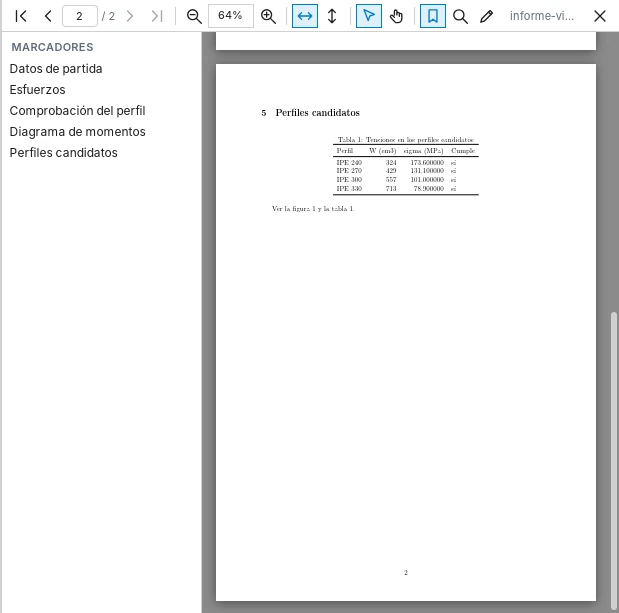 2 / 2
64%
informe-vi...
MARCADORES
Datos de partida
Esfuerzos
Comprobación del perfil
Diagrama de momentos
Perfiles candidatos
5 Perfiles candidatos
Tabla 1: Tensiones en los perfiles candidatos
Perfil W (cm3) sigma (MPa) Cumple
IPE 240 324 173.600000 sí
IPE 270 429 131.100000 sí
IPE 300 557 101.000000 sí
IPE 330 713 78.900000 sí
Ver la figura 1 y la tabla 1.
2